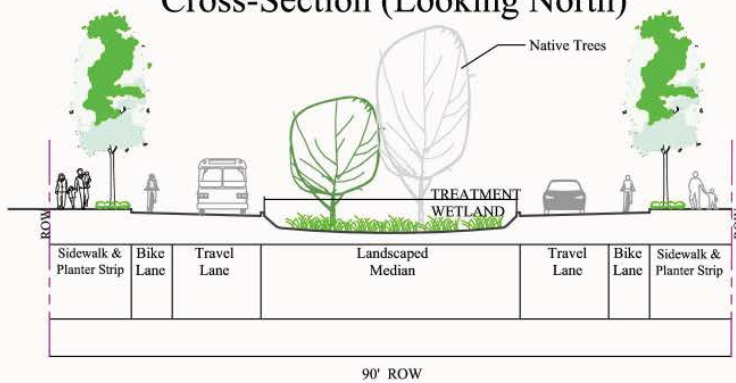 Cross-Section (Looking North)
Native Trees
TREATMENT
WETLAND
ROW
ROW
Sidewalk &
Planter Strip
Bike
Lane
Travel
Lane
Landscaped
Median
Travel
Lane
Bike
Lane
Sidewalk &
Planter Strip
90' ROW